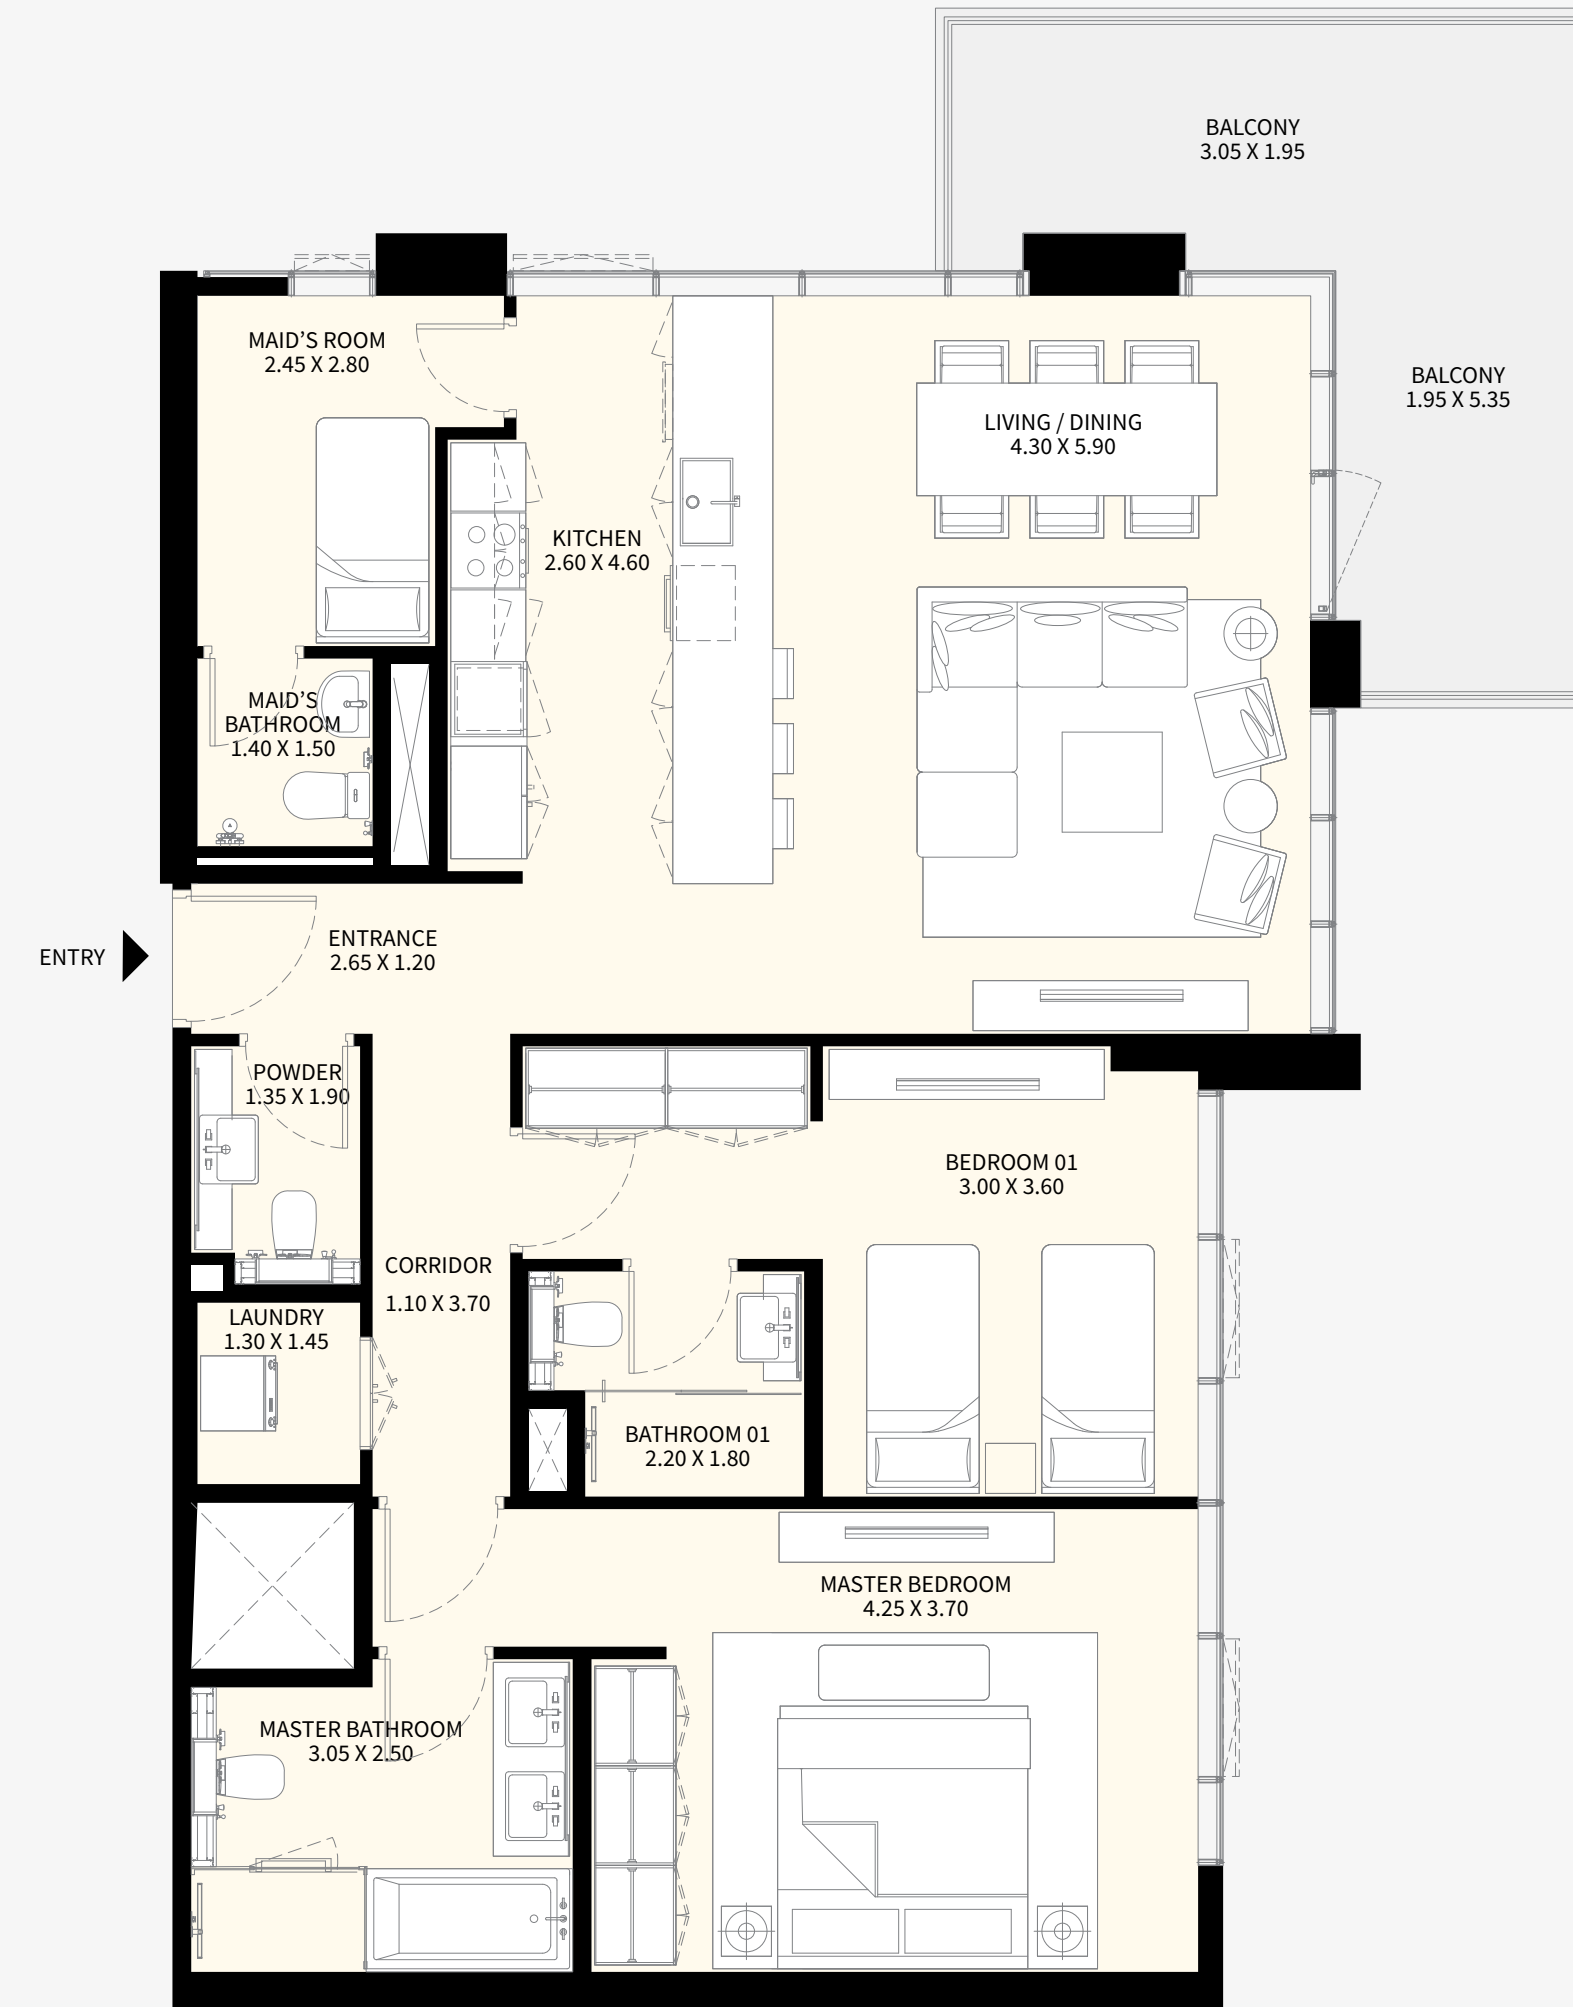 BALCONY
3.05 X 1.95
MAID’S ROOM
2.45 X 2.80
BALCONY
1.95 X 5.35
LIVING / DINING
4.30 X 5.90
KITCHEN
2.60 X 4.60
MAID’S
BATHROOM
1.40 X 1.50
ENTRY
ENTRANCE
2.65 X 1.20
POWDER
1.35 X 1.90
BEDROOM 01
3.00 X 3.60
CORRIDOR
1.10 X 3.70
LAUNDRY
1.30 X 1.45
BATHROOM 01
2.20 X 1.80
MASTER BEDROOM
4.25 X 3.70
MASTER BATHROOM
3.05 X 2.50